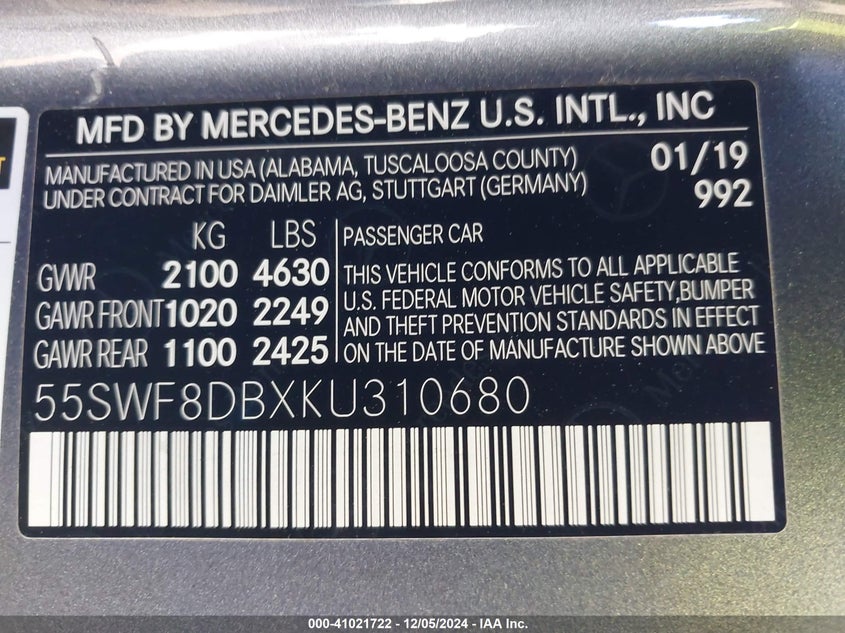 MFD BY MERCEDES-BENZ U.S. INTL., INC
MANUFACTURED IN USA (ALABAMA, TUSCALOOSA COUNTY) 01/19
UNDER CONTRACT FOR DAIMLER AG, STUTTGART (GERMANY) 992
KG LBS PASSENGER CAR
GVWR 2100 4630 THIS VEHICLE CONFORMS TO ALL APPLICABLE
GAWR FRONT 1020 2249 U.S. FEDERAL MOTOR VEHICLE SAFETY,BUMPER
AND THEFT PREVENTION STANDARDS IN EFFECT
GAWR REAR 1100 2425 ON THE DATE OF MANUFACTURE SHOWN ABOVE
55SWF8DBXKU310680
000-41021722 - 12/05/2024 - IAA Inc.